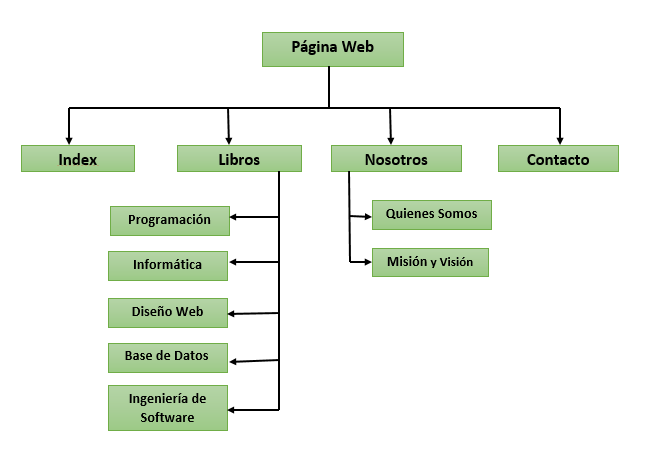 Página Web
Index
Libros
Nosotros
Contacto
Programación
Informática
Diseño Web
Base de Datos
Ingeniería de
Software
Quienes Somos
Misión y Visión